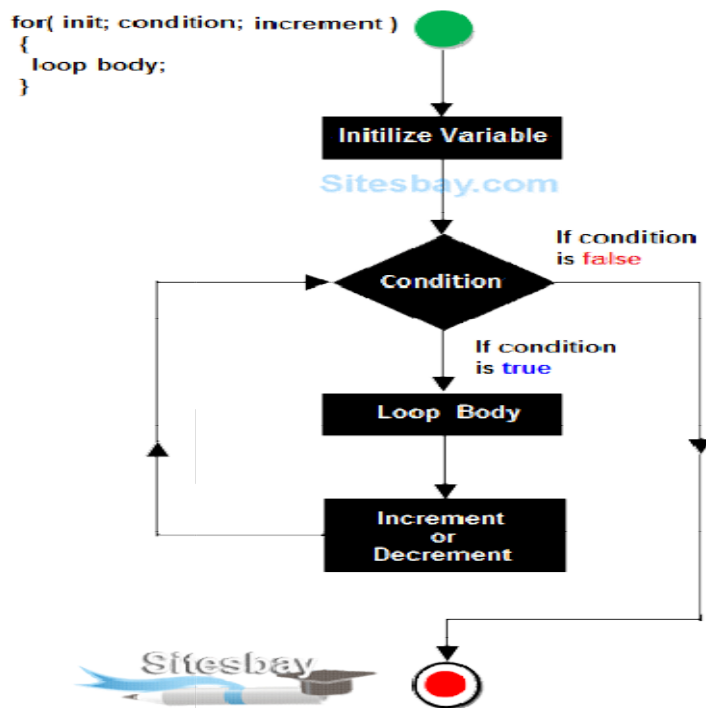 for( init; condition; increment )
{
loop body;
}
Initilize Variable
Sitesbay.com
Condition
If condition
is false
If condition
is true
Loop Body
Increment
or
Decrement
Sitesbay